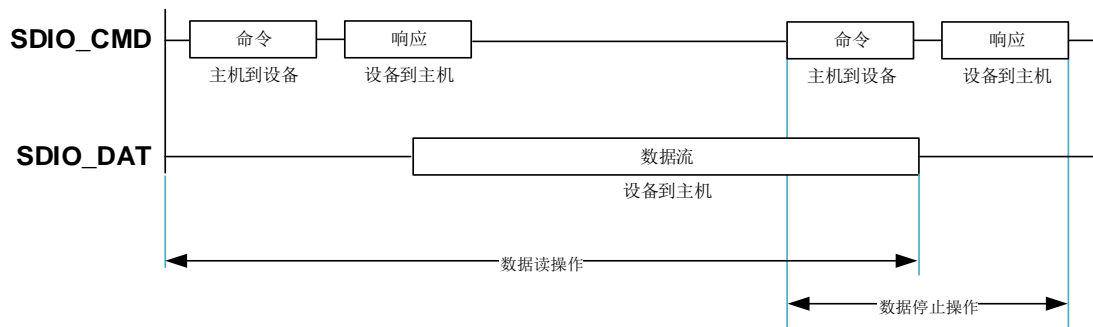 SDIO_CMD
命令
响应
命令
响应
主机到设备
设备到主机
主机到设备
设备到主机
SDIO_DAT
数据流
设备到主机
数据读操作
数据停止操作